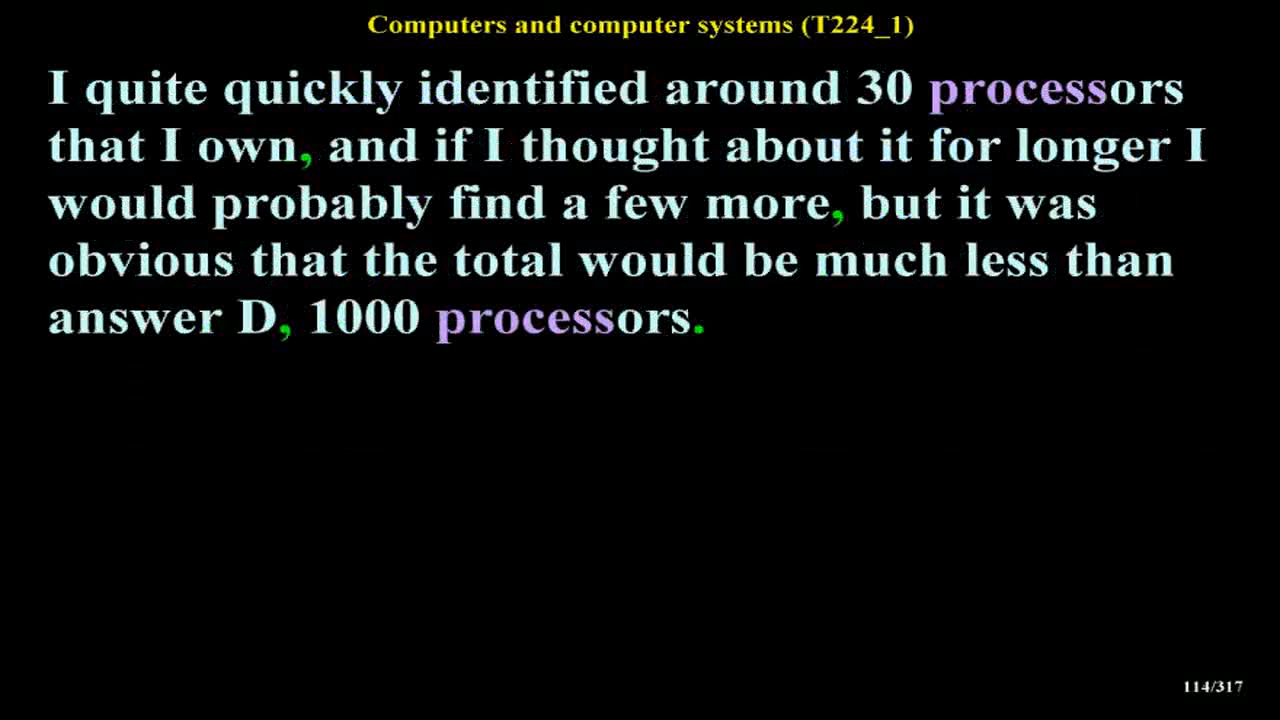 Computers and computer systems (T224_1)
I quite quickly identified around 30 processors
that I own, and if I thought about it for longer I
would probably find a few more, but it was
obvious that the total would be much less than
answer D, 1000 processors.
114/317